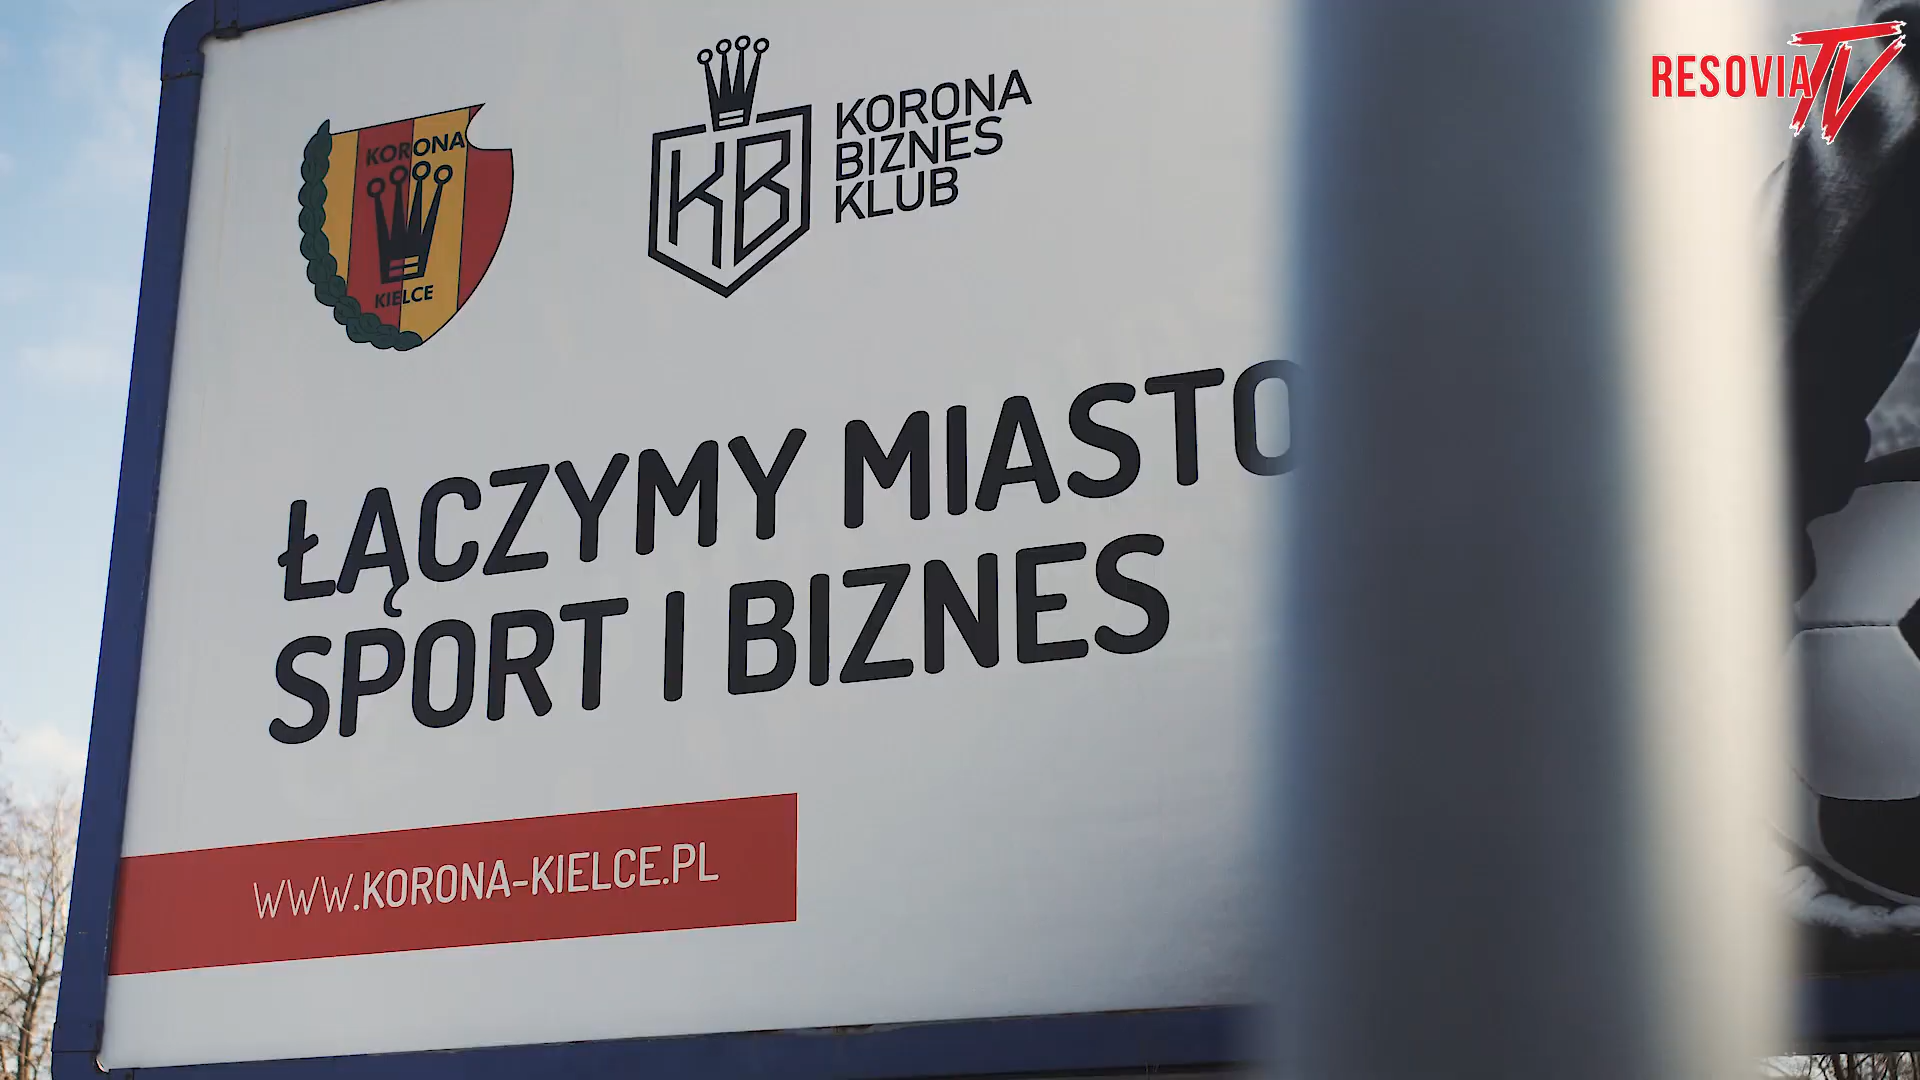 RESOVIA TV
KORONA
KIELCE
KB
KORONA
BIZNES
KLUB
ŁĄCZYMY MIASTO
SPORT I BIZNES
WWW.KORONA-KIELCE.PL